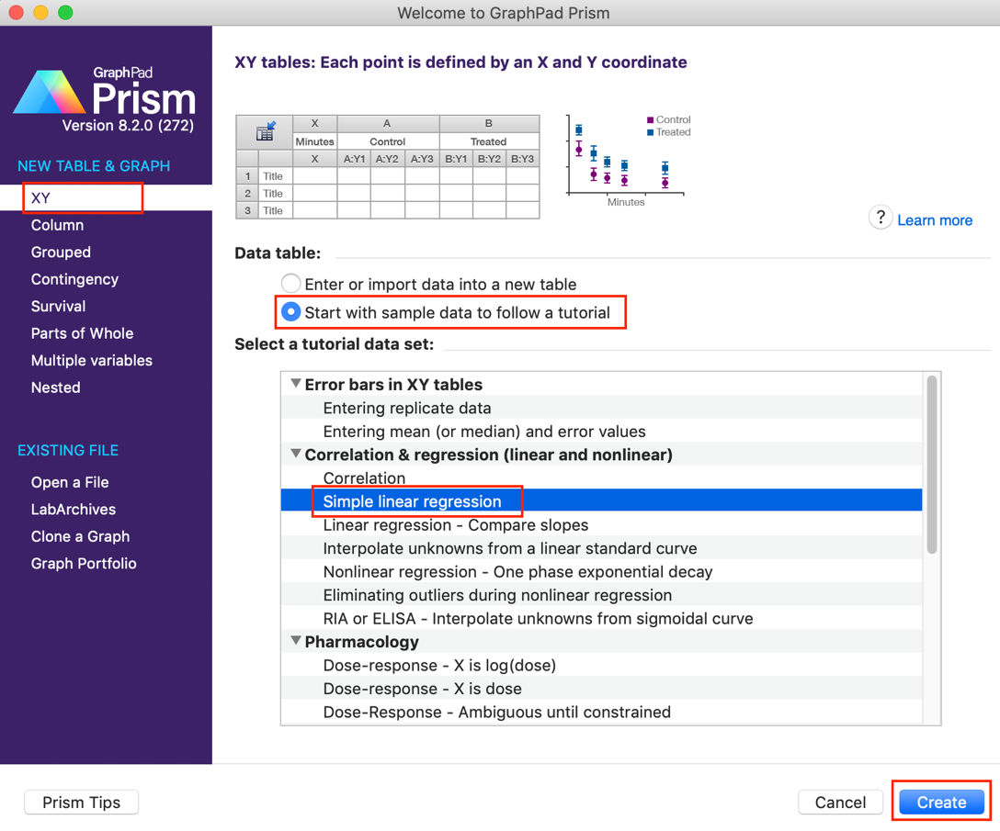 Welcome to GraphPad Prism
GraphPad
Prism
Version 8.2.0 (272)
NEW TABLE & GRAPH
XY
Column
Grouped
Contingency
Survival
Parts of Whole
Multiple variables
Nested
EXISTING FILE
Open a File
LabArchives
Clone a Graph
Graph Portfolio
XY tables: Each point is defined by an X and Y coordinate
X A B
Minutes Control Treated
X A:Y1 A:Y2 A:Y3 B:Y1 B:Y2 B:Y3
1 Title
2 Title
3 Title
Control
Treated
Minutes
? Learn more
Data table:
Enter or import data into a new table
Start with sample data to follow a tutorial
Select a tutorial data set:
Error bars in XY tables
Entering replicate data
Entering mean (or median) and error values
Correlation & regression (linear and nonlinear)
Correlation
Simple linear regression
Linear regression - Compare slopes
Interpolate unknowns from a linear standard curve
Nonlinear regression - One phase exponential decay
Eliminating outliers during nonlinear regression
RIA or ELISA - Interpolate unknowns from sigmoidal curve
Pharmacology
Dose-response - X is log(dose)
Dose-response - X is dose
Dose-Response - Ambiguous until constrained
Prism Tips
Cancel
Create